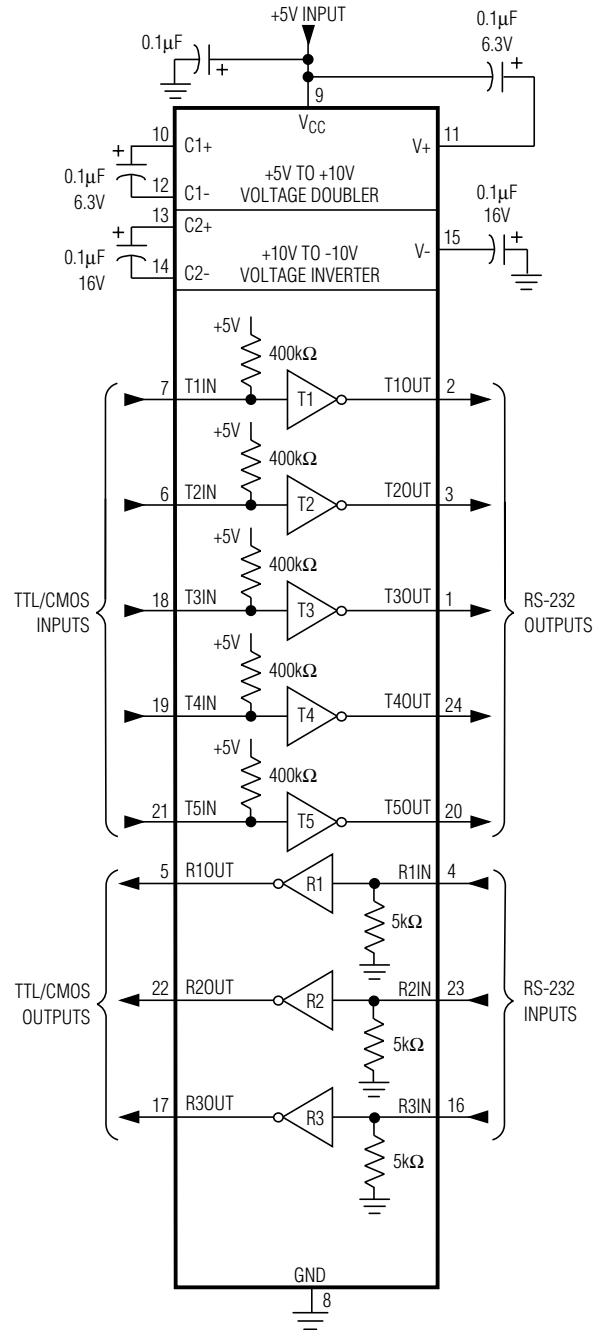 +5V INPUT
0.1μF
+
0.1μF
6.3V
+
9
VCC
10
C1+
V+
11
+
0.1μF
6.3V
12
C1-
+5V TO +10V
VOLTAGE DOUBLER
13
C2+
+
0.1μF
16V
14
C2-
+10V TO -10V
VOLTAGE INVERTER
V-
15
0.1μF
16V
+
+5V
400kΩ
7
T1IN
T1
T1OUT
2
+5V
400kΩ
6
T2IN
T2
T2OUT
3
+5V
400kΩ
TTL/CMOS
INPUTS
18
T3IN
T3
T3OUT
1
RS-232
OUTPUTS
+5V
400kΩ
19
T4IN
T4
T4OUT
24
+5V
400kΩ
21
T5IN
T5
T5OUT
20
5
R1OUT
R1
R1IN
4
5kΩ
TTL/CMOS
OUTPUTS
22
R2OUT
R2
R2IN
23
RS-232
INPUTS
5kΩ
17
R3OUT
R3
R3IN
16
5kΩ
GND
8